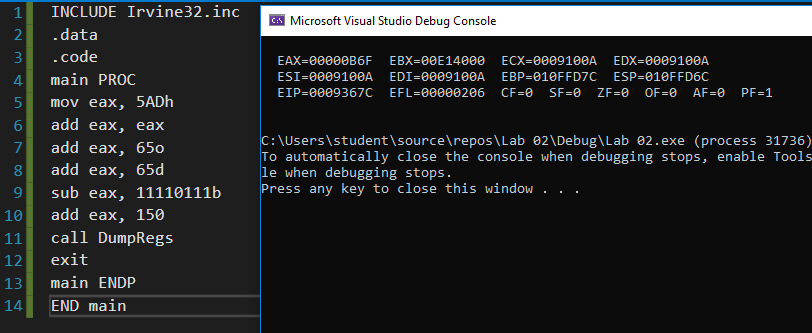 1 INCLUDE Irvine32.inc
2 .data
3 .code
4 main PROC
5 mov eax, 5ADh
6 add eax, eax
7 add eax, 65o
8 add eax, 65d
9 sub eax, 11110111b
10 add eax, 150
11 call DumpRegs
12 exit
13 main ENDP
14 END main
C:\ Microsoft Visual Studio Debug Console
EAX=00000B6F EBX=00E14000 ECX=0009100A EDX=0009100A
ESI=0009100A EDI=0009100A EBP=010FFD7C ESP=010FFD6C
EIP=0009367C EFL=00000206 CF=0 SF=0 ZF=0 OF=0 AF=0 PF=1
C:\Users\student\source\repos\Lab 02\Debug\Lab 02.exe (process 31736)
To automatically close the console when debugging stops, enable Tools
le when debugging stops.
Press any key to close this window . . .